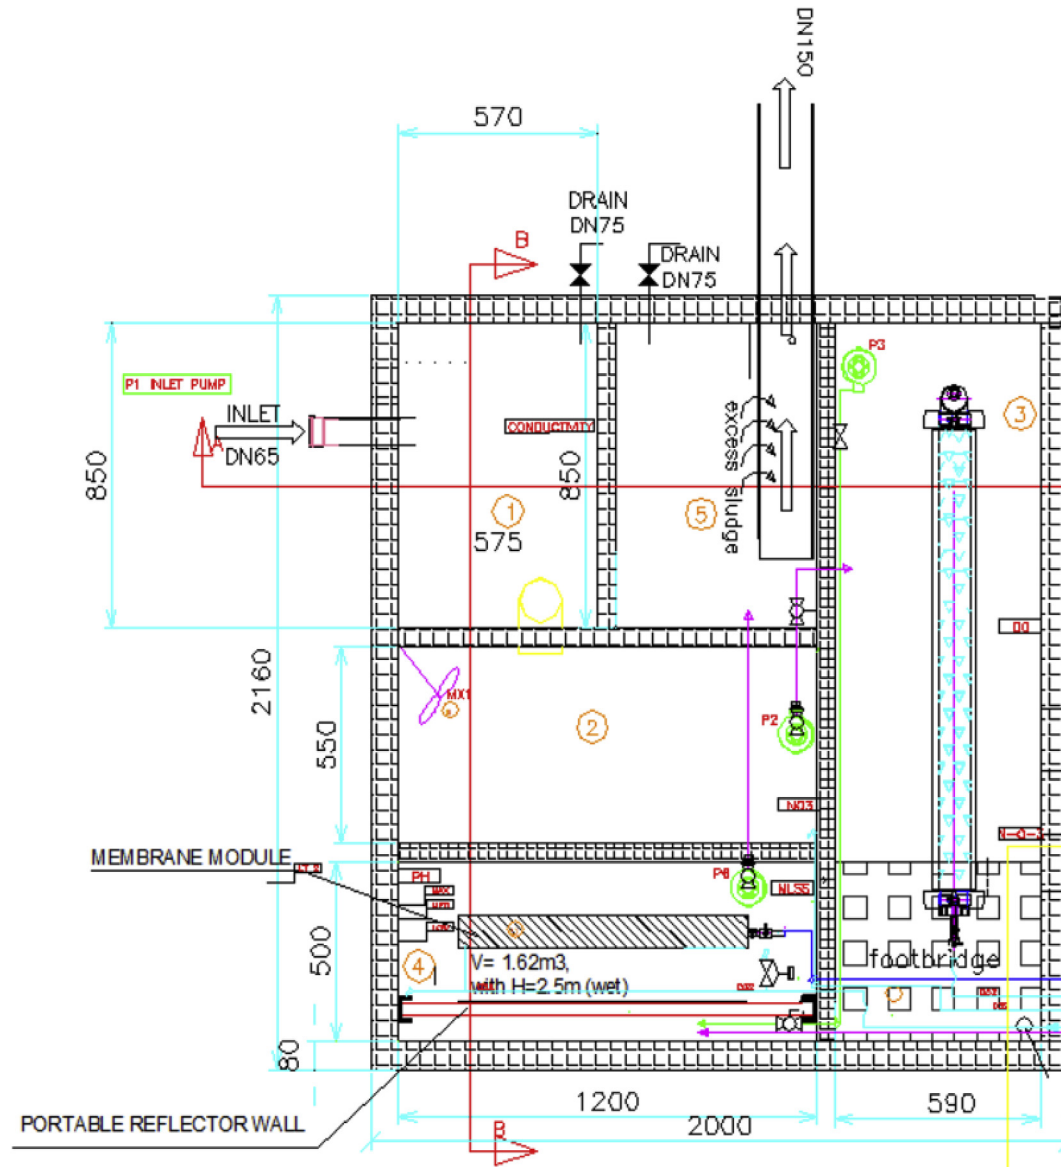 DN150
570
DRAIN
DN75
B
DRAIN
DN75
P3
P1 INLET PUMP
INLET
A
DN65
CONDUCTIVITY
3
850
850
excess sludge
1
5
575
DO
2160
MX1
2
P2
550
NO3
MEMBRANE MODULE
PH
P6
MLSS
500
footbridge
4
V= 1.62m3,
with H=2.5m (wet)
80
1200
590
2000
PORTABLE REFLECTOR WALL
B